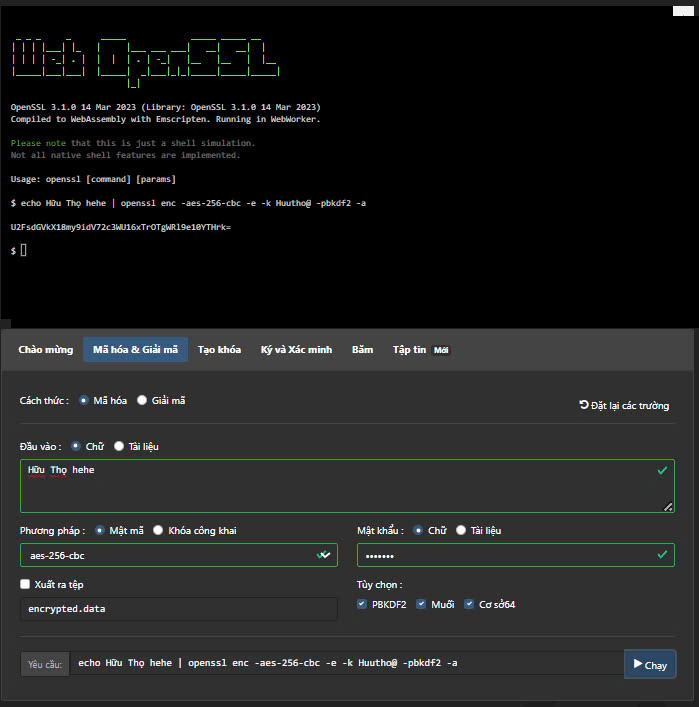 Web OpenSSL
OpenSSL 3.1.0 14 Mar 2023 (Library: OpenSSL 3.1.0 14 Mar 2023)
Compiled to WebAssembly with Emscripten. Running in WebWorker.
Please note that this is just a shell simulation.
Not all native shell features are implemented.
Usage: openssl [command] [params]
$ echo Hữu Thọ hehe | openssl enc -aes-256-cbc -e -k Huutho@ -pbkdf2 -a
U2FsdGVkX18my9idV72c3WU16xTrOTgWRl9e10YTHrk=
$
Chào mừng Mã hóa & Giải mã Tạo khóa Ký và Xác minh Băm Tập tin Mới
Cách thức : Mã hóa Giải mã Đặt lại các trường
Đầu vào : Chữ Tài liệu
Hữu Thọ hehe
Phương pháp : Mật mã Khóa công khai Mật khẩu : Chữ Tài liệu
aes-256-cbc •••••••
Xuất ra tệp Tùy chọn :
encrypted.data PBKDF2 Muối Cơ sở64
Yêu cầu: echo Hữu Thọ hehe | openssl enc -aes-256-cbc -e -k Huutho@ -pbkdf2 -a Chạy